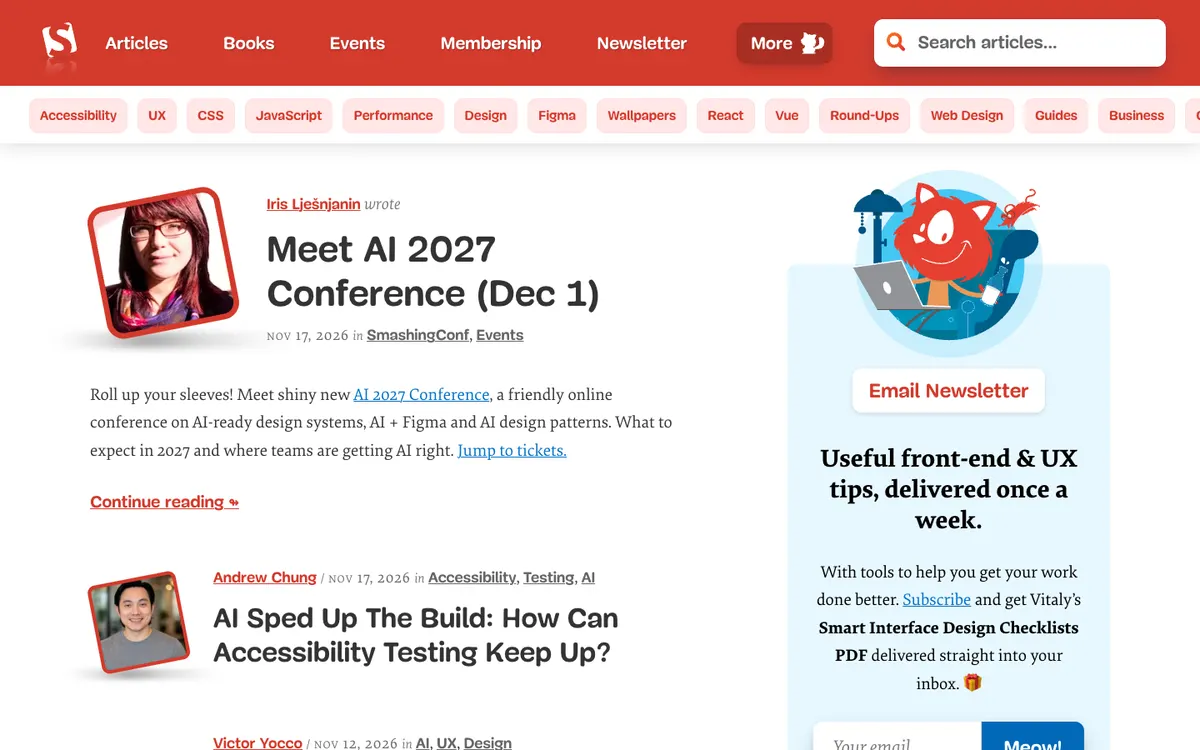 Articles
Books
Events
Membership
Newsletter
More
Search articles...
Accessibility
UX
CSS
JavaScript
Performance
Design
Figma
Wallpapers
React
Vue
Round-Ups
Web Design
Guides
Business
Iris Lješnjanin wrote
Meet AI 2027
Conference (Dec 1)
NOV 17, 2026 in SmashingConf, Events
Roll up your sleeves! Meet shiny new AI 2027 Conference, a friendly online
conference on AI-ready design systems, AI + Figma and AI design patterns. What to
expect in 2027 and where teams are getting AI right. Jump to tickets.
Continue reading ↬
Andrew Chung / NOV 17, 2026 in Accessibility, Testing, AI
AI Sped Up The Build: How Can
Accessibility Testing Keep Up?
Victor Yocco / NOV 12, 2026 in AI, UX, Design
Email Newsletter
Useful front-end & UX
tips, delivered once a
week.
With tools to help you get your work
done better. Subscribe and get Vitaly’s
Smart Interface Design Checklists
PDF delivered straight into your
inbox. 🎁
Your email
Meow!